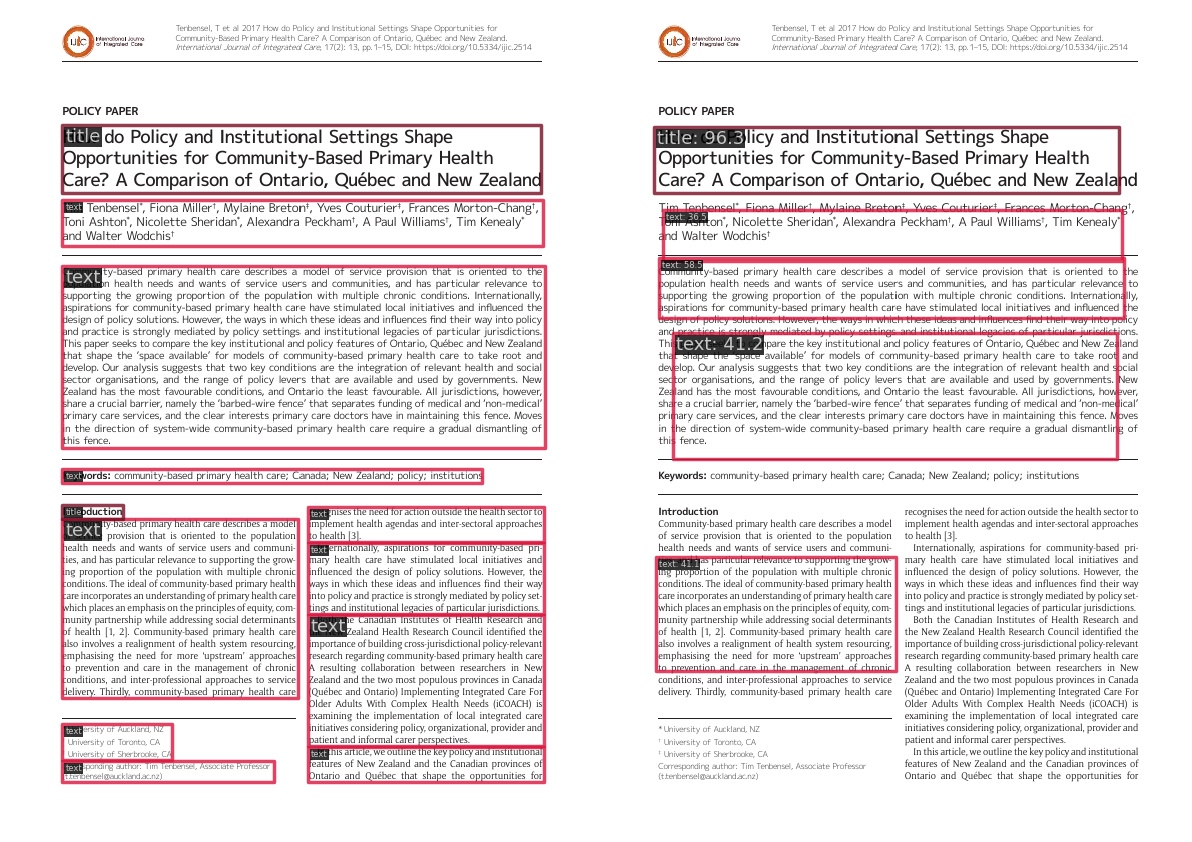 IJIC International Journal of Integrated Care
Tenbensel, T et al 2017 How do Policy and Institutional Settings Shape Opportunities for
Community-Based Primary Health Care? A Comparison of Ontario, Québec and New Zealand.
International Journal of Integrated Care, 17(2): 13, pp. 1–15, DOI: https://doi.org/10.5334/ijic.2514
POLICY PAPER
title do Policy and Institutional Settings Shape
Opportunities for Community-Based Primary Health
Care? A Comparison of Ontario, Québec and New Zealand
text Tenbensel*, Fiona Miller†, Mylaine Breton‡, Yves Couturier‡, Frances Morton-Chang†,
Toni Ashton*, Nicolette Sheridan*, Alexandra Peckham†, A Paul Williams†, Tim Kenealy*
and Walter Wodchis†
text ty-based primary health care describes a model of service provision that is oriented to the
health needs and wants of service users and communities, and has particular relevance to
supporting the growing proportion of the population with multiple chronic conditions. Internationally,
aspirations for community-based primary health care have stimulated local initiatives and influenced the
design of policy solutions. However, the ways in which these ideas and influences find their way into policy
and practice is strongly mediated by policy settings and institutional legacies of particular jurisdictions.
This paper seeks to compare the key institutional and policy features of Ontario, Québec and New Zealand
that shape the ‘space available’ for models of community-based primary health care to take root and
develop. Our analysis suggests that two key conditions are the integration of relevant health and social
sector organisations, and the range of policy levers that are available and used by governments. New
Zealand has the most favourable conditions, and Ontario the least favourable. All jurisdictions, however,
share a crucial barrier, namely the ‘barbed-wire fence’ that separates funding of medical and ‘non-medical’
primary care services, and the clear interests primary care doctors have in maintaining this fence. Moves
in the direction of system-wide community-based primary health care require a gradual dismantling of
this fence.
text words: community-based primary health care; Canada; New Zealand; policy; institutions
title duction
text ty-based primary health care describes a model
provision that is oriented to the population
health needs and wants of service users and communi-
ties, and has particular relevance to supporting the grow-
ing proportion of the population with multiple chronic
conditions. The ideal of community-based primary health
care incorporates an understanding of primary health care
which places an emphasis on the principles of equity, com-
munity partnership while addressing social determinants
of health [1, 2]. Community-based primary health care
also involves a realignment of health system resourcing,
emphasising the need for more ‘upstream’ approaches
to prevention and care in the management of chronic
conditions, and inter-professional approaches to service
delivery. Thirdly, community-based primary health care
text ersity of Auckland, NZ
University of Toronto, CA
University of Sherbrooke, CA
text sponding author: Tim Tenbensel, Associate Professor
(t.tenbensel@auckland.ac.nz)
text nises the need for action outside the health sector to
implement health agendas and inter-sectoral approaches
to health [3].
text ernationally, aspirations for community-based pri-
mary health care have stimulated local initiatives and
influenced the design of policy solutions. However, the
ways in which these ideas and influences find their way
into policy and practice is strongly mediated by policy set-
tings and institutional legacies of particular jurisdictions.
text the Canadian Institutes of Health Research and
Zealand Health Research Council identified the
importance of building cross-jurisdictional policy-relevant
research regarding community-based primary health care
A resulting collaboration between researchers in New
Zealand and the two most populous provinces in Canada
(Québec and Ontario) Implementing Integrated Care For
Older Adults With Complex Health Needs (iCOACH) is
examining the implementation of local integrated care
initiatives considering policy, organizational, provider and
patient and informal carer perspectives.
text this article, we outline the key policy and institutional
features of New Zealand and the Canadian provinces of
Ontario and Québec that shape the opportunities for
IJIC International Journal of Integrated Care
Tenbensel, T et al 2017 How do Policy and Institutional Settings Shape Opportunities for
Community-Based Primary Health Care? A Comparison of Ontario, Québec and New Zealand.
International Journal of Integrated Care, 17(2): 13, pp. 1–15, DOI: https://doi.org/10.5334/ijic.2514
POLICY PAPER
title: 96.3 licy and Institutional Settings Shape
Opportunities for Community-Based Primary Health
Care? A Comparison of Ontario, Québec and New Zealand
Tim Tenbensel*, Fiona Miller†, Mylaine Breton‡, Yves Couturier‡, Frances Morton-Chang†,
text: 36.5
Toni Ashton*, Nicolette Sheridan*, Alexandra Peckham†, A Paul Williams†, Tim Kenealy*
and Walter Wodchis†
text: 58.5
Community-based primary health care describes a model of service provision that is oriented to the
population health needs and wants of service users and communities, and has particular relevance to
supporting the growing proportion of the population with multiple chronic conditions. Internationally,
aspirations for community-based primary health care have stimulated local initiatives and influenced the
design of policy solutions. However, the ways in which these ideas and influences find their way into policy
and practice is strongly mediated by policy settings and institutional legacies of particular jurisdictions.
This text: 41.2 pare the key institutional and policy features of Ontario, Québec and New Zealand
that shape the ‘space available’ for models of community-based primary health care to take root and
develop. Our analysis suggests that two key conditions are the integration of relevant health and social
sector organisations, and the range of policy levers that are available and used by governments. New
Zealand has the most favourable conditions, and Ontario the least favourable. All jurisdictions, however,
share a crucial barrier, namely the ‘barbed-wire fence’ that separates funding of medical and ‘non-medical’
primary care services, and the clear interests primary care doctors have in maintaining this fence. Moves
in the direction of system-wide community-based primary health care require a gradual dismantling of
this fence.
Keywords: community-based primary health care; Canada; New Zealand; policy; institutions
Introduction
Community-based primary health care describes a model
of service provision that is oriented to the population
health needs and wants of service users and communi-
text: 41.1 particular relevance to supporting the grow-
ing proportion of the population with multiple chronic
conditions. The ideal of community-based primary health
care incorporates an understanding of primary health care
which places an emphasis on the principles of equity, com-
munity partnership while addressing social determinants
of health [1, 2]. Community-based primary health care
also involves a realignment of health system resourcing,
emphasising the need for more ‘upstream’ approaches
to prevention and care in the management of chronic
conditions, and inter-professional approaches to service
delivery. Thirdly, community-based primary health care
* University of Auckland, NZ
† University of Toronto, CA
‡ University of Sherbrooke, CA
Corresponding author: Tim Tenbensel, Associate Professor
(t.tenbensel@auckland.ac.nz)
recognises the need for action outside the health sector to
implement health agendas and inter-sectoral approaches
to health [3].
Internationally, aspirations for community-based pri-
mary health care have stimulated local initiatives and
influenced the design of policy solutions. However, the
ways in which these ideas and influences find their way
into policy and practice is strongly mediated by policy set-
tings and institutional legacies of particular jurisdictions.
Both the Canadian Institutes of Health Research and
the New Zealand Health Research Council identified the
importance of building cross-jurisdictional policy-relevant
research regarding community-based primary health care
A resulting collaboration between researchers in New
Zealand and the two most populous provinces in Canada
(Québec and Ontario) Implementing Integrated Care For
Older Adults With Complex Health Needs (iCOACH) is
examining the implementation of local integrated care
initiatives considering policy, organizational, provider and
patient and informal carer perspectives.
In this article, we outline the key policy and institutional
features of New Zealand and the Canadian provinces of
Ontario and Québec that shape the opportunities for